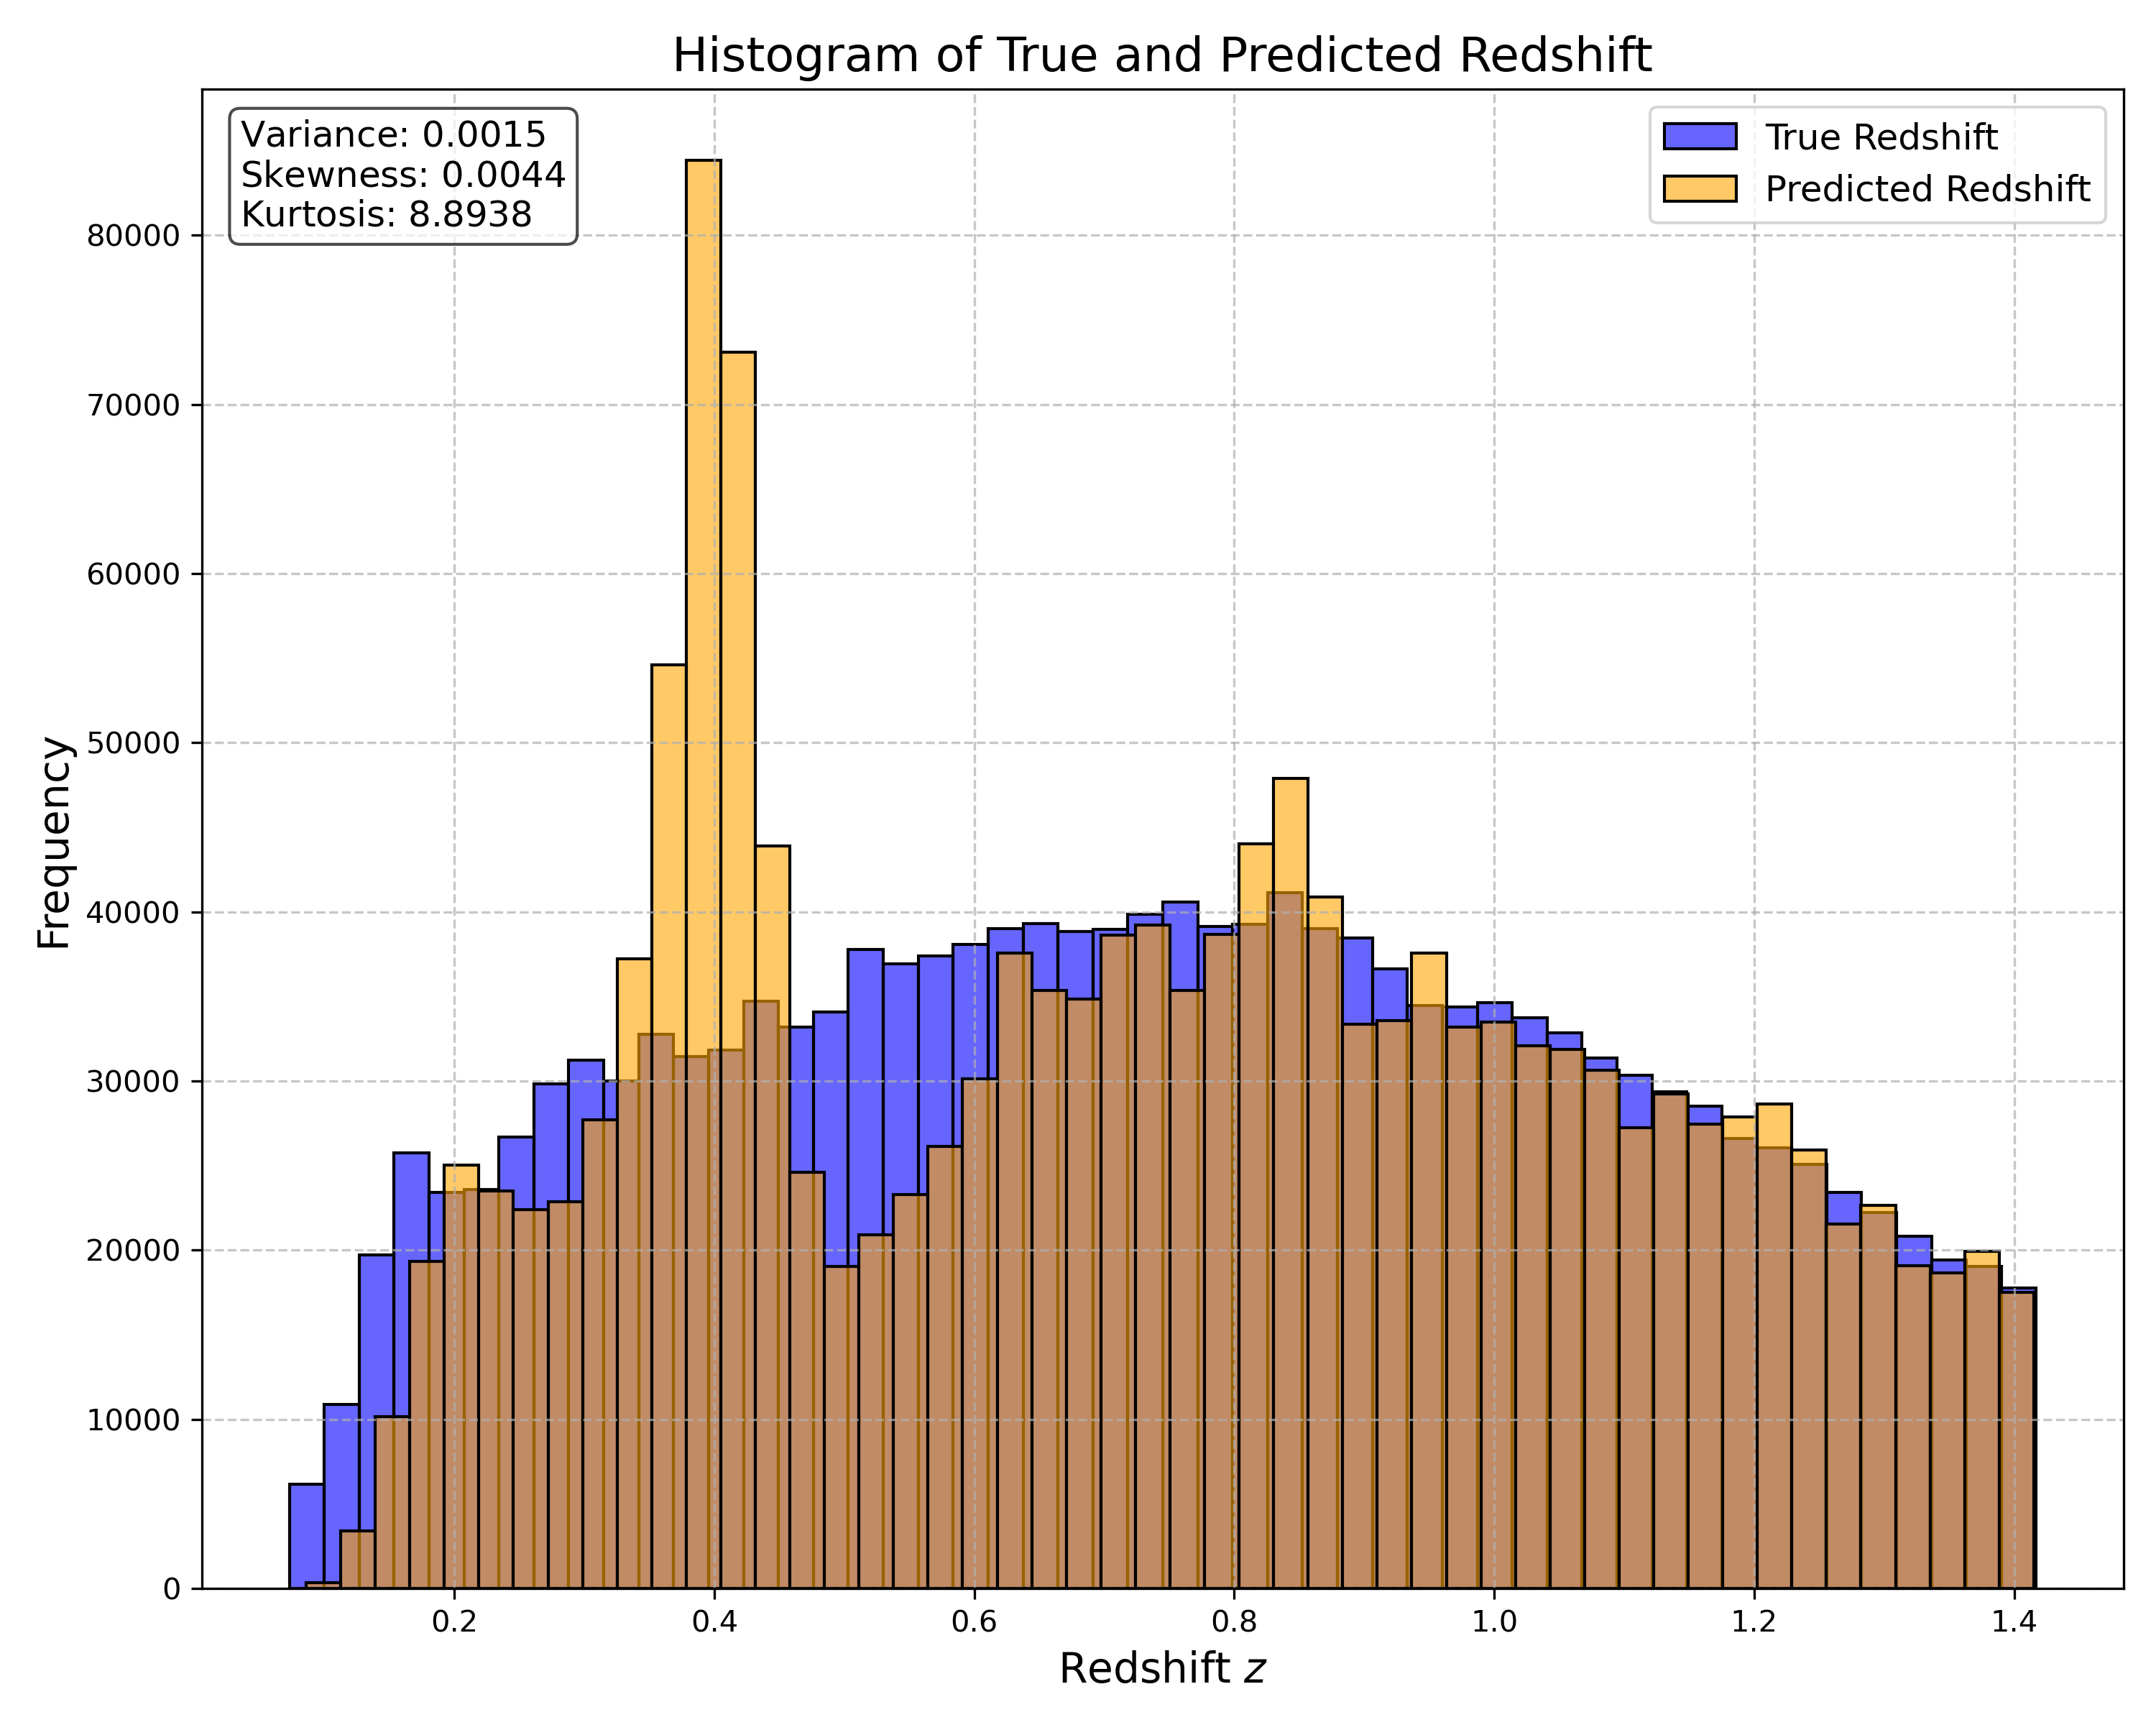 Histogram of True and Predicted Redshift
Variance: 0.0015
Skewness: 0.0044
Kurtosis: 8.8938
True Redshift
Predicted Redshift
Frequency
80000
70000
60000
50000
40000
30000
20000
10000
0
0.2 0.4 0.6 0.8 1.0 1.2 1.4
Redshift z